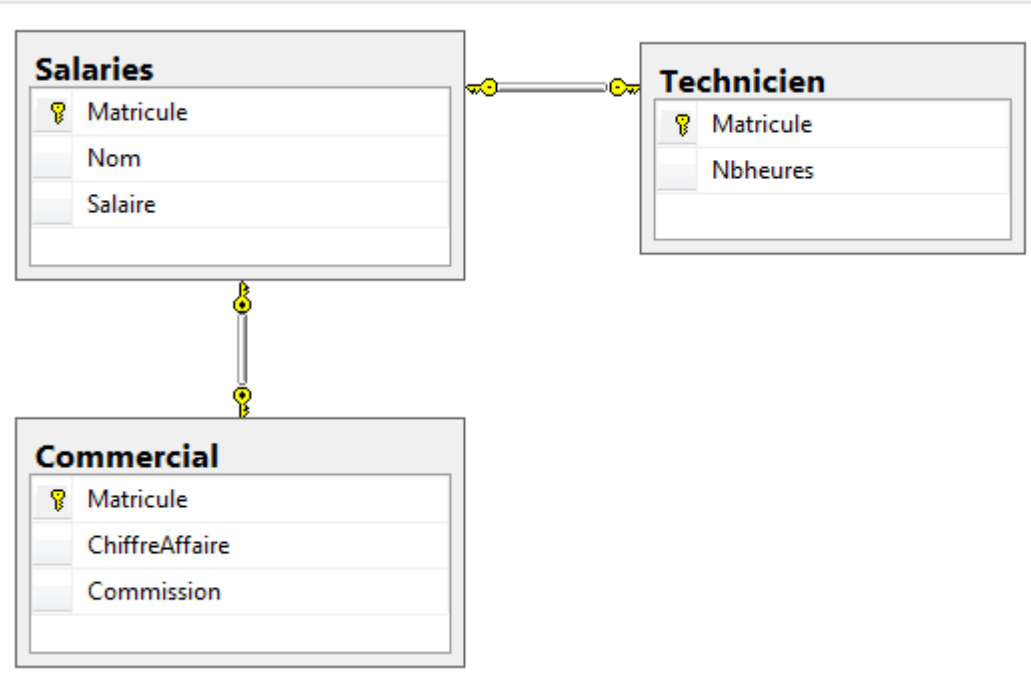 Salaries
Matricule
Nom
Salaire
Technicien
Matricule
Nbheures
Commercial
Matricule
ChiffreAffaire
Commission